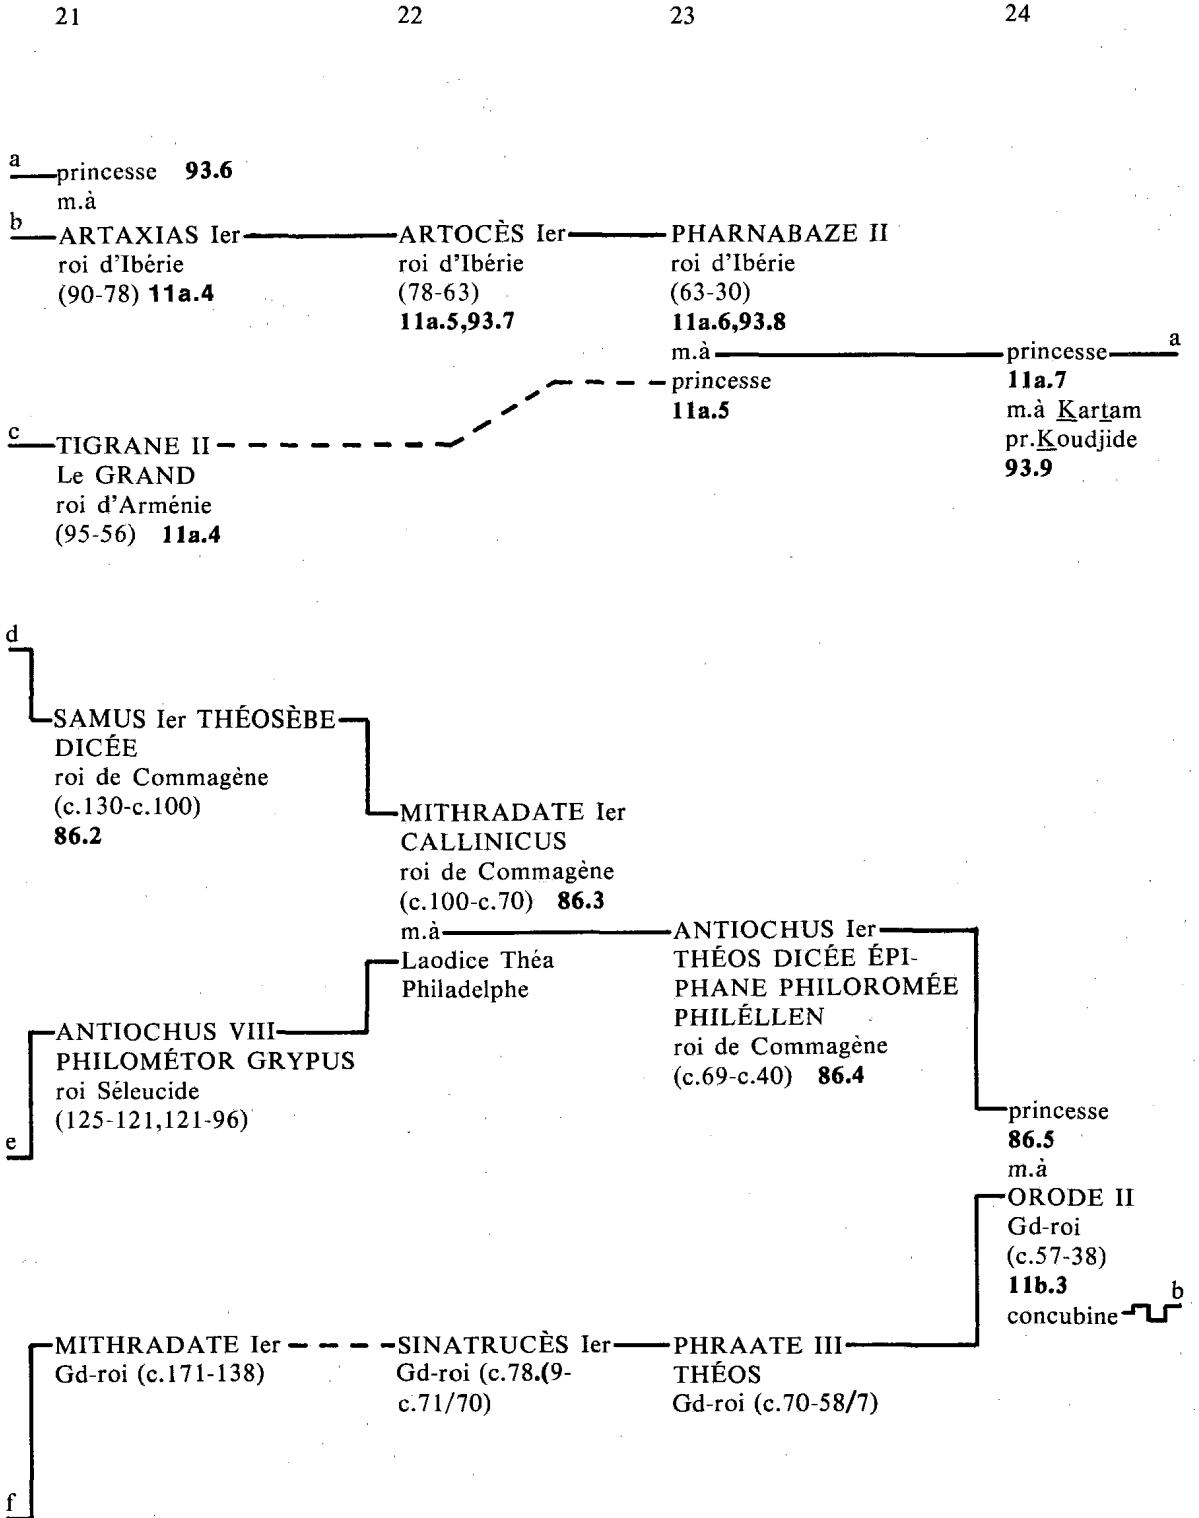 21 22 23 24
a
princesse 93.6
m.à
b
ARTAXIAS Ier ARTOCÈS Ier PHARNABAZE II
roi d'Ibérie roi d'Ibérie roi d'Ibérie
(90-78) 11a.4 (78-63) (63-30)
11a.5,93.7 11a.6,93.8
m.à princesse a
princesse 11a.7
11a.5 m.à Kartam
c
TIGRANE II pr.Koudjide
Le GRAND 93.9
roi d'Arménie
(95-56) 11a.4
d
SAMUS Ier THÉOSÈBE
DICÉE
roi de Commagène
(c.130-c.100) MITHRADATE Ier
86.2 CALLINICUS
roi de Commagène
(c.100-c.70) 86.3
m.à ANTIOCHUS Ier
Laodice Théa THÉOS DICÉE ÉPI-
Philadelphe PHANE PHILOROMÉE
ANTIOCHUS VIII PHILÉLLEN
PHILOMÉTOR GRYPUS roi de Commagène
roi Séleucide (c.69-c.40) 86.4
(125-121,121-96) princesse
e
86.5
m.à
ORODE II
Gd-roi
(c.57-38)
11b.3
concubine b
MITHRADATE Ier SINATRUCÈS Ier PHRAATE III
Gd-roi (c.171-138) Gd-roi (c.78.(9- THÉOS
c.71/70) Gd-roi (c.70-58/7)
f